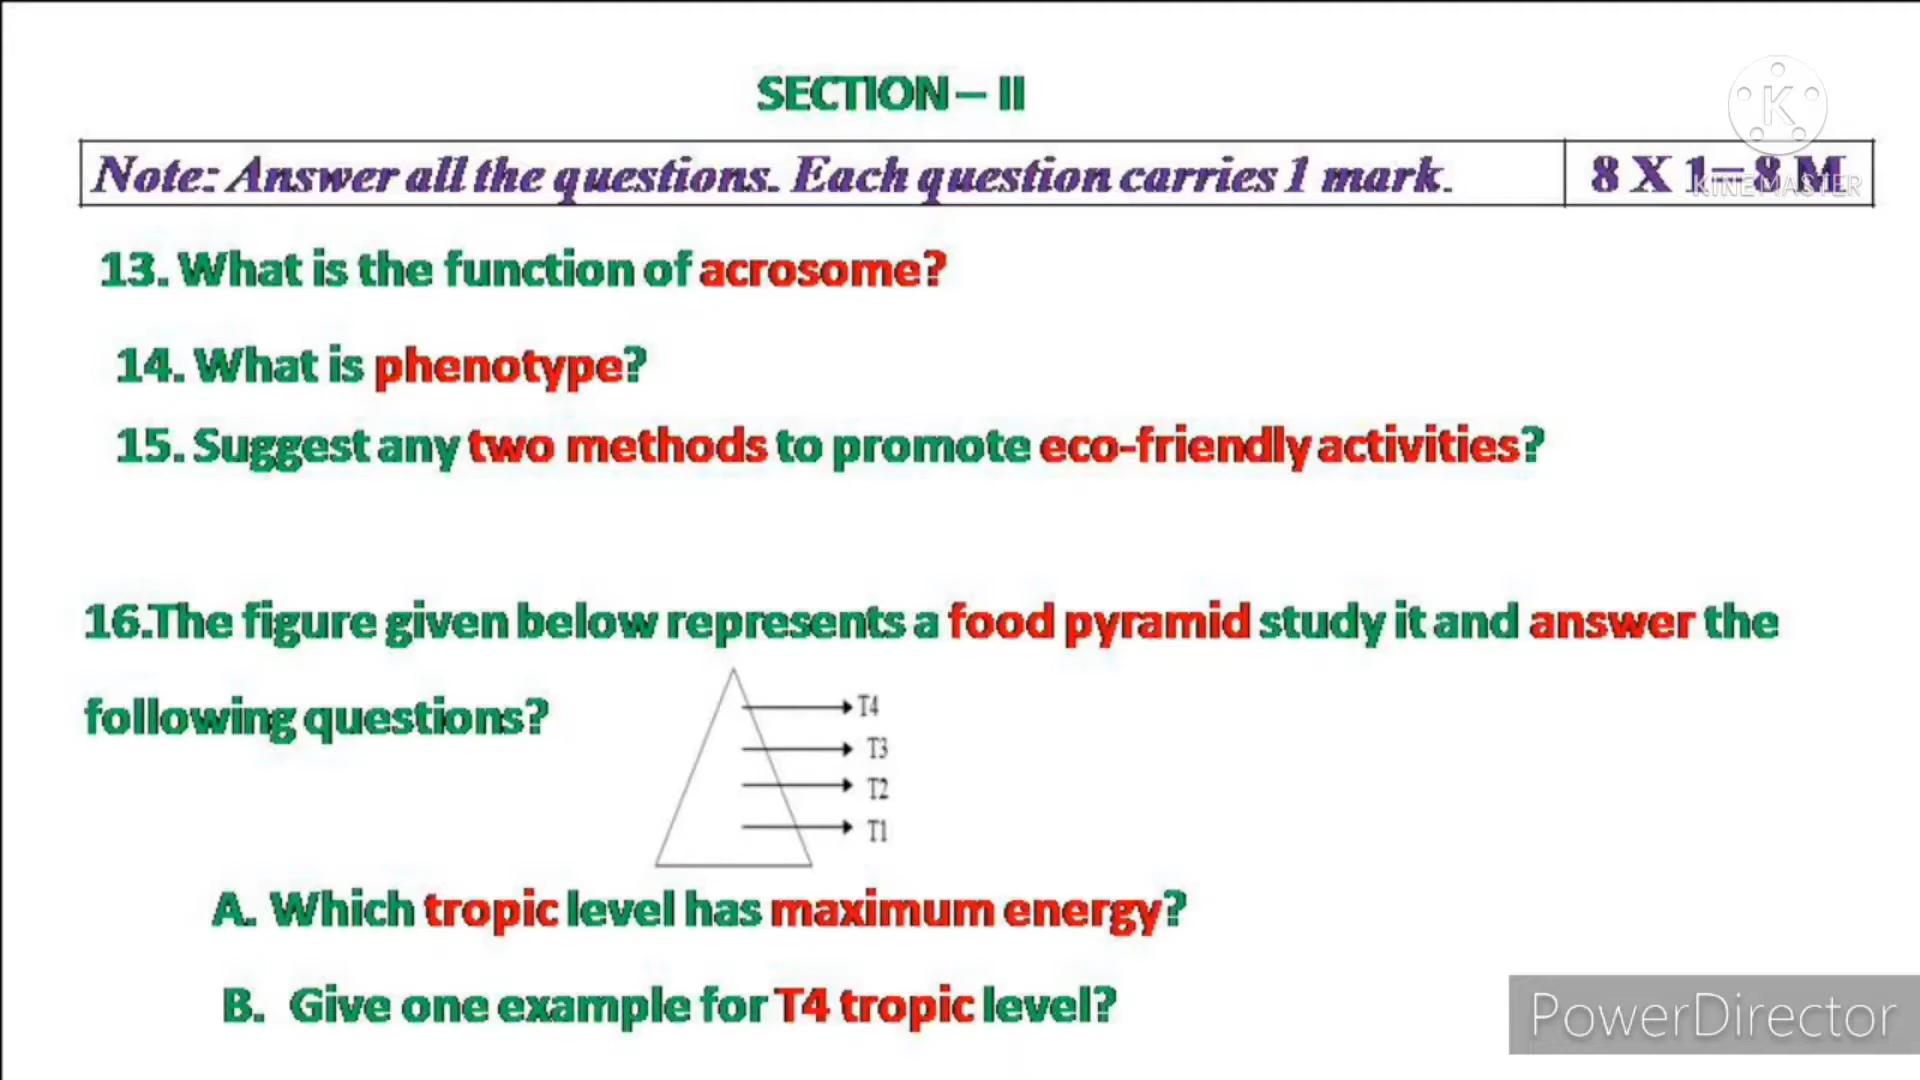 SECTION – II
Note: Answer all the questions. Each question carries 1 mark. 8 X 1=8 M
K
KINEMASTER
13. What is the function of acrosome?
14. What is phenotype?
15. Suggest any two methods to promote eco-friendly activities?
16.The figure given below represents a food pyramid study it and answer the
following questions?
T4
T3
T2
T1
A. Which tropic level has maximum energy?
B. Give one example for T4 tropic level?
PowerDirector